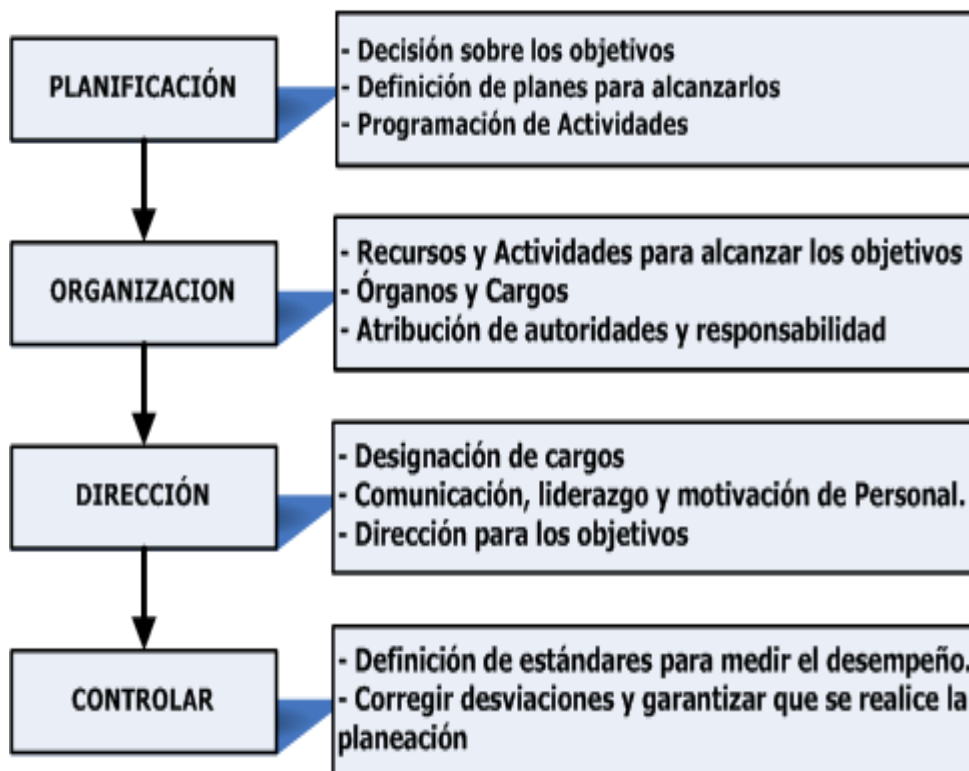 PLANIFICACIÓN
- Decisión sobre los objetivos
- Definición de planes para alcanzarlos
- Programación de Actividades
ORGANIZACION
- Recursos y Actividades para alcanzar los objetivos
- Órganos y Cargos
- Atribución de autoridades y responsabilidad
DIRECCIÓN
- Designación de cargos
- Comunicación, liderazgo y motivación de Personal.
- Dirección para los objetivos
CONTROLAR
- Definición de estándares para medir el desempeño.
- Corregir desviaciones y garantizar que se realice la
planeación